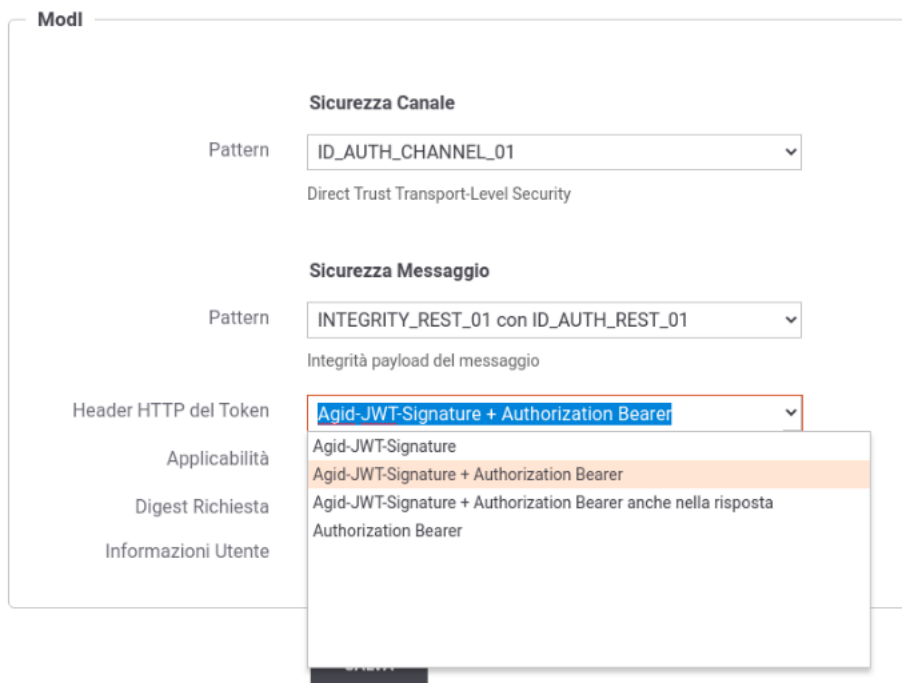 ModI
Sicurezza Canale
Pattern
ID_AUTH_CHANNEL_01
Direct Trust Transport-Level Security
Sicurezza Messaggio
Pattern
INTEGRITY_REST_01 con ID_AUTH_REST_01
Integrità payload del messaggio
Header HTTP del Token
Agid-JWT-Signature + Authorization Bearer
Agid-JWT-Signature
Applicabilità
Agid-JWT-Signature + Authorization Bearer
Agid-JWT-Signature + Authorization Bearer anche nella risposta
Digest Richiesta
Authorization Bearer
Informazioni Utente